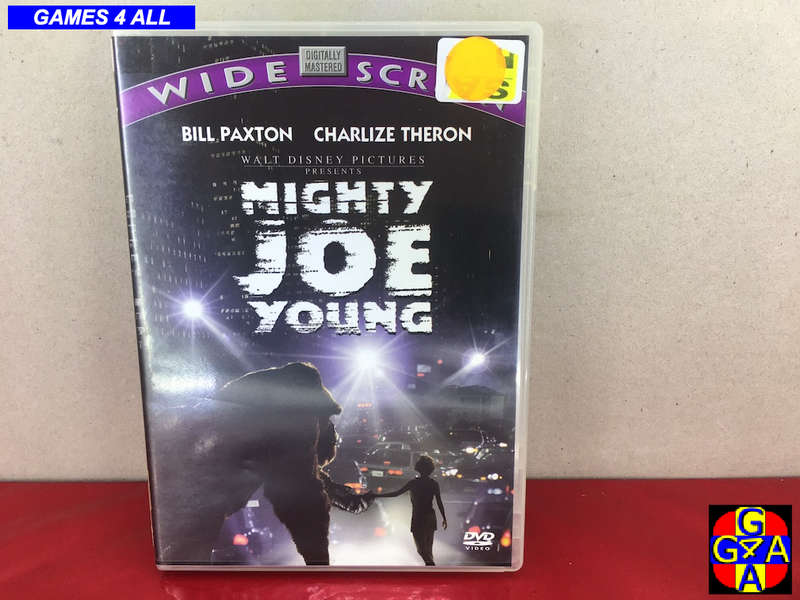 GAMES 4 ALL
DIGITALLY
MASTERED
WIDE
BILL PAXTON CHARLIZE THERON
WALT DISNEY PICTURES
PRESENTS
MIGHTY
JOE
YOUNG
DVD
VIDEO
G
G4A
A